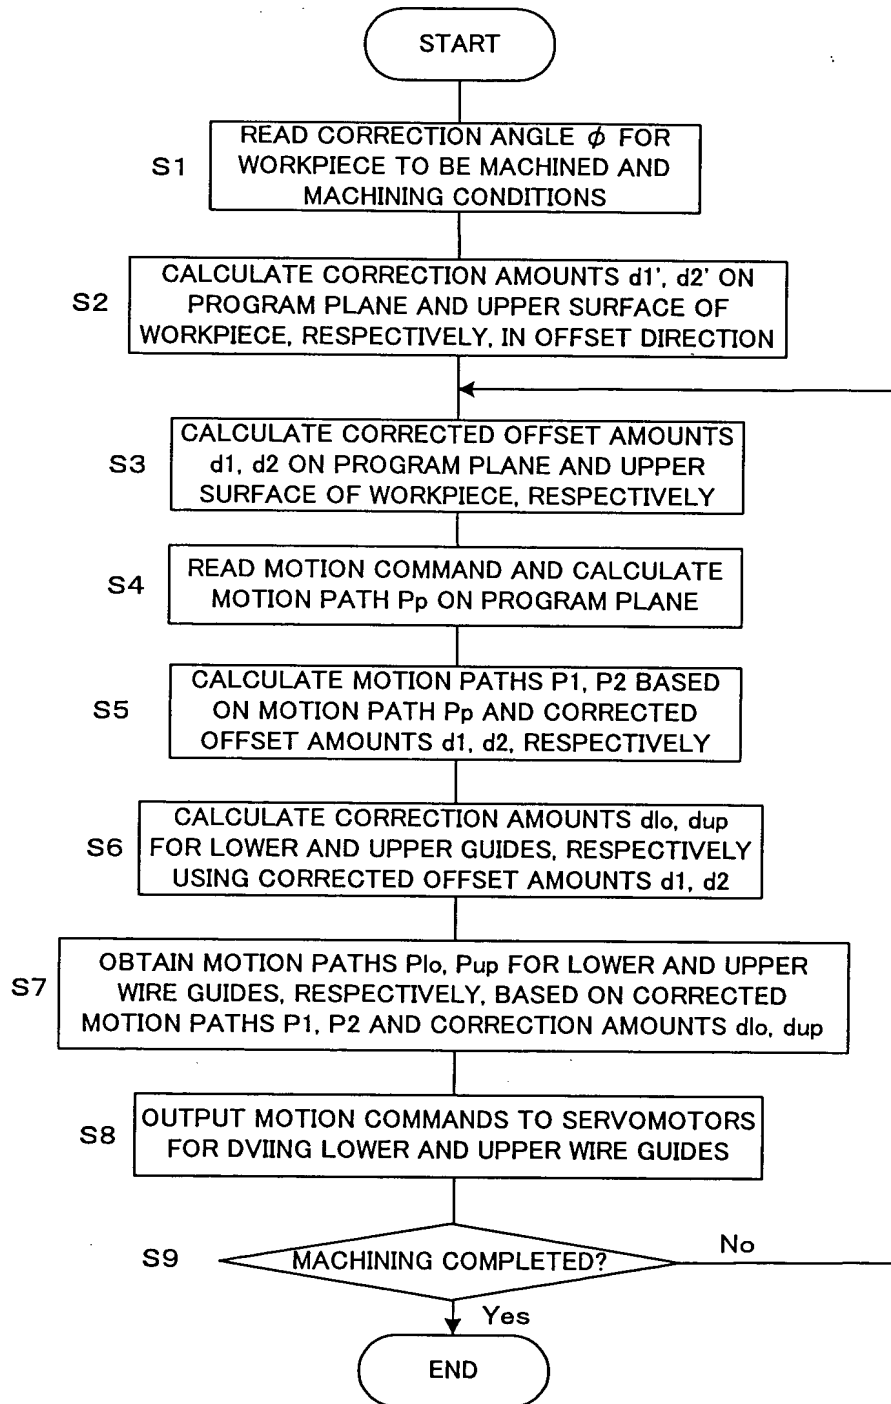 START
S1
READ CORRECTION ANGLE ϕ FOR
WORKPIECE TO BE MACHINED AND
MACHINING CONDITIONS
S2
CALCULATE CORRECTION AMOUNTS d1', d2' ON
PROGRAM PLANE AND UPPER SURFACE OF
WORKPIECE, RESPECTIVELY, IN OFFSET DIRECTION
S3
CALCULATE CORRECTED OFFSET AMOUNTS
d1, d2 ON PROGRAM PLANE AND UPPER
SURFACE OF WORKPIECE, RESPECTIVELY
S4
READ MOTION COMMAND AND CALCULATE
MOTION PATH Pp ON PROGRAM PLANE
S5
CALCULATE MOTION PATHS P1, P2 BASED
ON MOTION PATH Pp AND CORRECTED
OFFSET AMOUNTS d1, d2, RESPECTIVELY
S6
CALCULATE CORRECTION AMOUNTS dlo, dup
FOR LOWER AND UPPER GUIDES, RESPECTIVELY
USING CORRECTED OFFSET AMOUNTS d1, d2
S7
OBTAIN MOTION PATHS Plo, Pup FOR LOWER AND UPPER
WIRE GUIDES, RESPECTIVELY, BASED ON CORRECTED
MOTION PATHS P1, P2 AND CORRECTION AMOUNTS dlo, dup
S8
OUTPUT MOTION COMMANDS TO SERVOMOTORS
FOR DVIING LOWER AND UPPER WIRE GUIDES
S9
MACHINING COMPLETED?
No
Yes
END